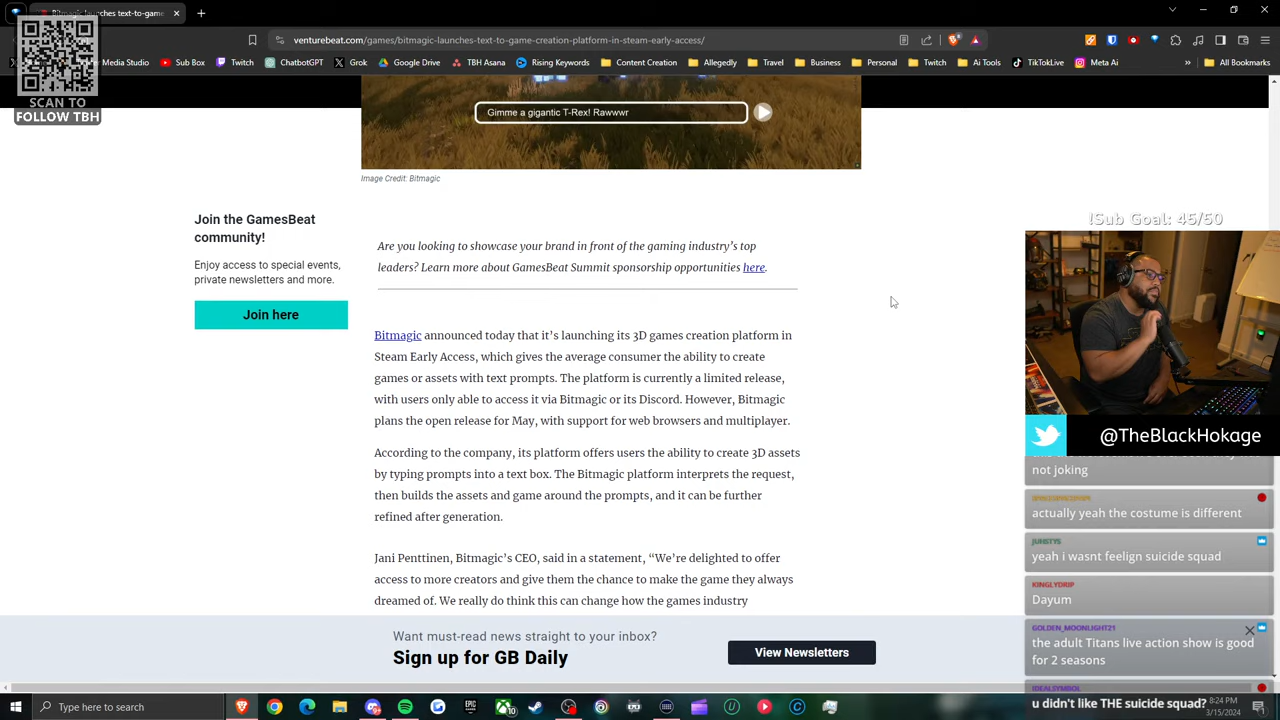 Bitmagic launches text-to-game-c
venturebeat.com/games/bitmagic-launches-text-to-game-creation-platform-in-steam-early-access/
er Media Studio
Sub Box
Twitch
ChatbotGPT
Grok
Google Drive
TBH Asana
Rising Keywords
Content Creation
Allegedly
Travel
Business
Personal
Ai Tools
TikTok
Meta Ai
All Bookmarks
SCAN TO
FOLLOW TBH
Gimme a gigantic T-Rex! Rawwwr
Image Credit: Bitmagic
Join the GamesBeat
community!
Enjoy access to special events,
private newsletters and more.
Join here
Are you looking to showcase your brand in front of the gaming industry's top
leaders? Learn more about GamesBeat Summit sponsorship opportunities here.
Bitmagic announced today that it's launching its 3D games creation platform in
Steam Early Access, which gives the average consumer the ability to create
games or assets with text prompts. The platform is currently a limited release,
with users only able to access it via Bitmagic or its Discord. However, Bitmagic
plans the open release for May, with support for web browsers and multiplayer.
According to the company, its platform offers users the ability to create 3D assets
by typing prompts into a text box. The Bitmagic platform interprets the request,
then builds the assets and game around the prompts, and it can be further
refined after generation.
Jani Penttinen, Bitmagic's CEO, said in a statement, “We're delighted to offer
access to more creators and give them the chance to make the game they always
dreamed of. We really do think this can change how the games industry
Want must-read news straight to your inbox?
Sign up for GB Daily
View Newsletters
!Sub Goal: 45/50
@TheBlackHokage
not joking
actually yeah the costume is different
JUHSTYS
yeah i wasnt feelign suicide squad
KINGLYDRIP
Dayum
GOLDEN_MOONLIGHT21
the adult Titans live action show is good
for 2 seasons
IDEALSYMBOL
u didn't like THE suicide squad?
Type here to search
10
8:24 PM
3/15/2024